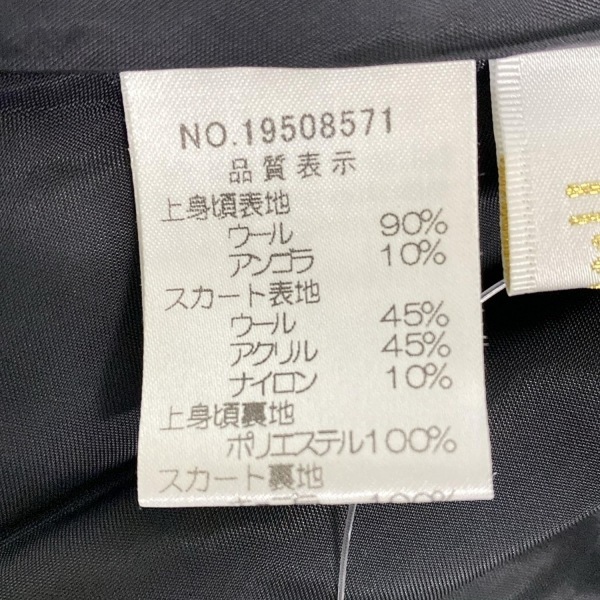 NO.19508571
品質表示
上身頃表地
ウール 90%
アンゴラ 10%
スカート表地
ウール 45%
アクリル 45%
ナイロン 10%
上身頃裏地
ポリエステル100%
スカート裏地
100%